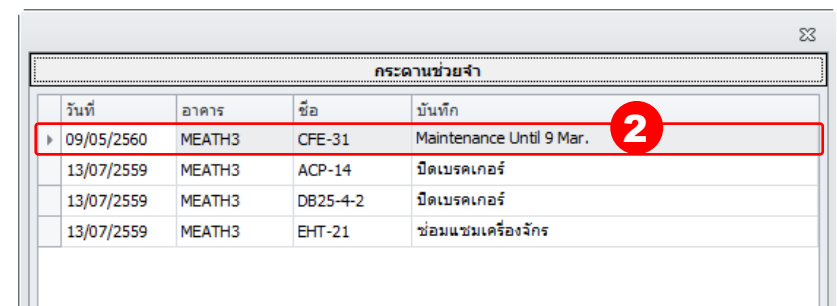 กระดานช่วยจำ
วันที่ อาคาร ชื่อ บันทึก
09/05/2560 MEATH3 CFE-31 Maintenance Until 9 Mar. 2
13/07/2559 MEATH3 ACP-14 ปิดเบรคเกอร์
13/07/2559 MEATH3 DB25-4-2 ปิดเบรคเกอร์
13/07/2559 MEATH3 EHT-21 ซ่อมแซมเครื่องจักร